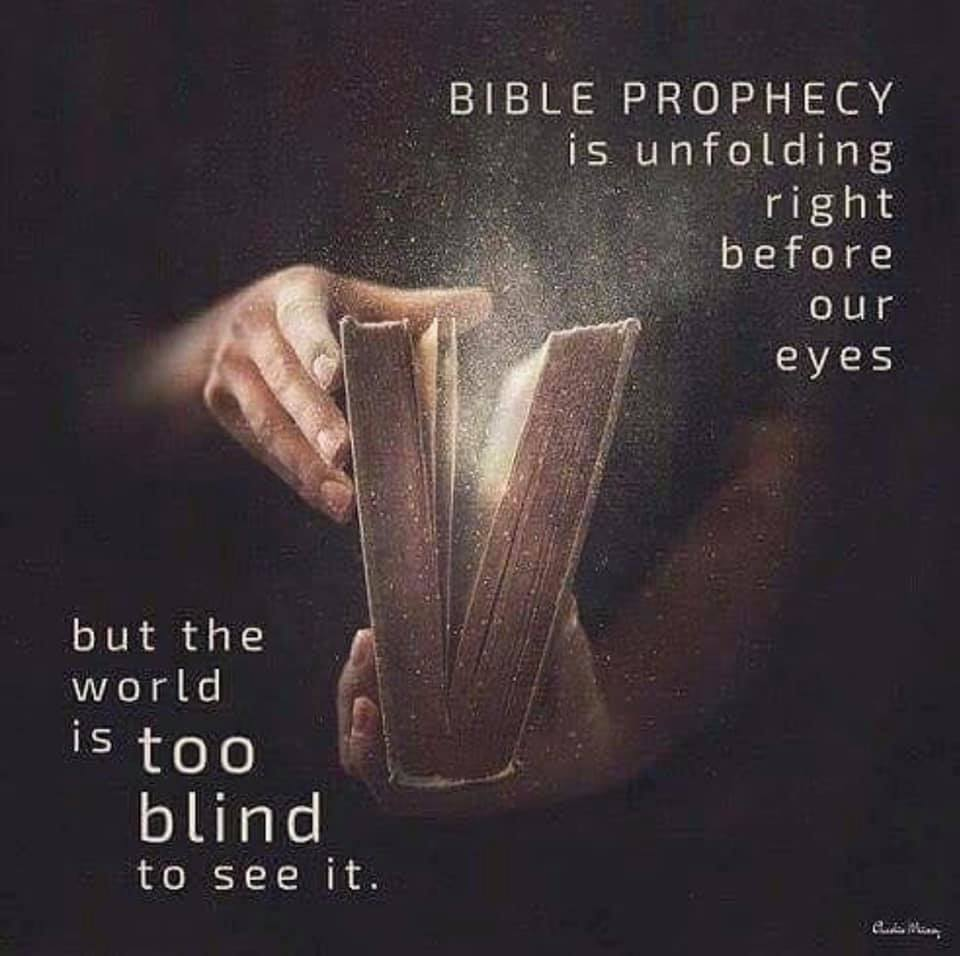 BIBLE PROPHECY
is unfolding
right
before
our
eyes
but the
world
is too
blind
to see it.